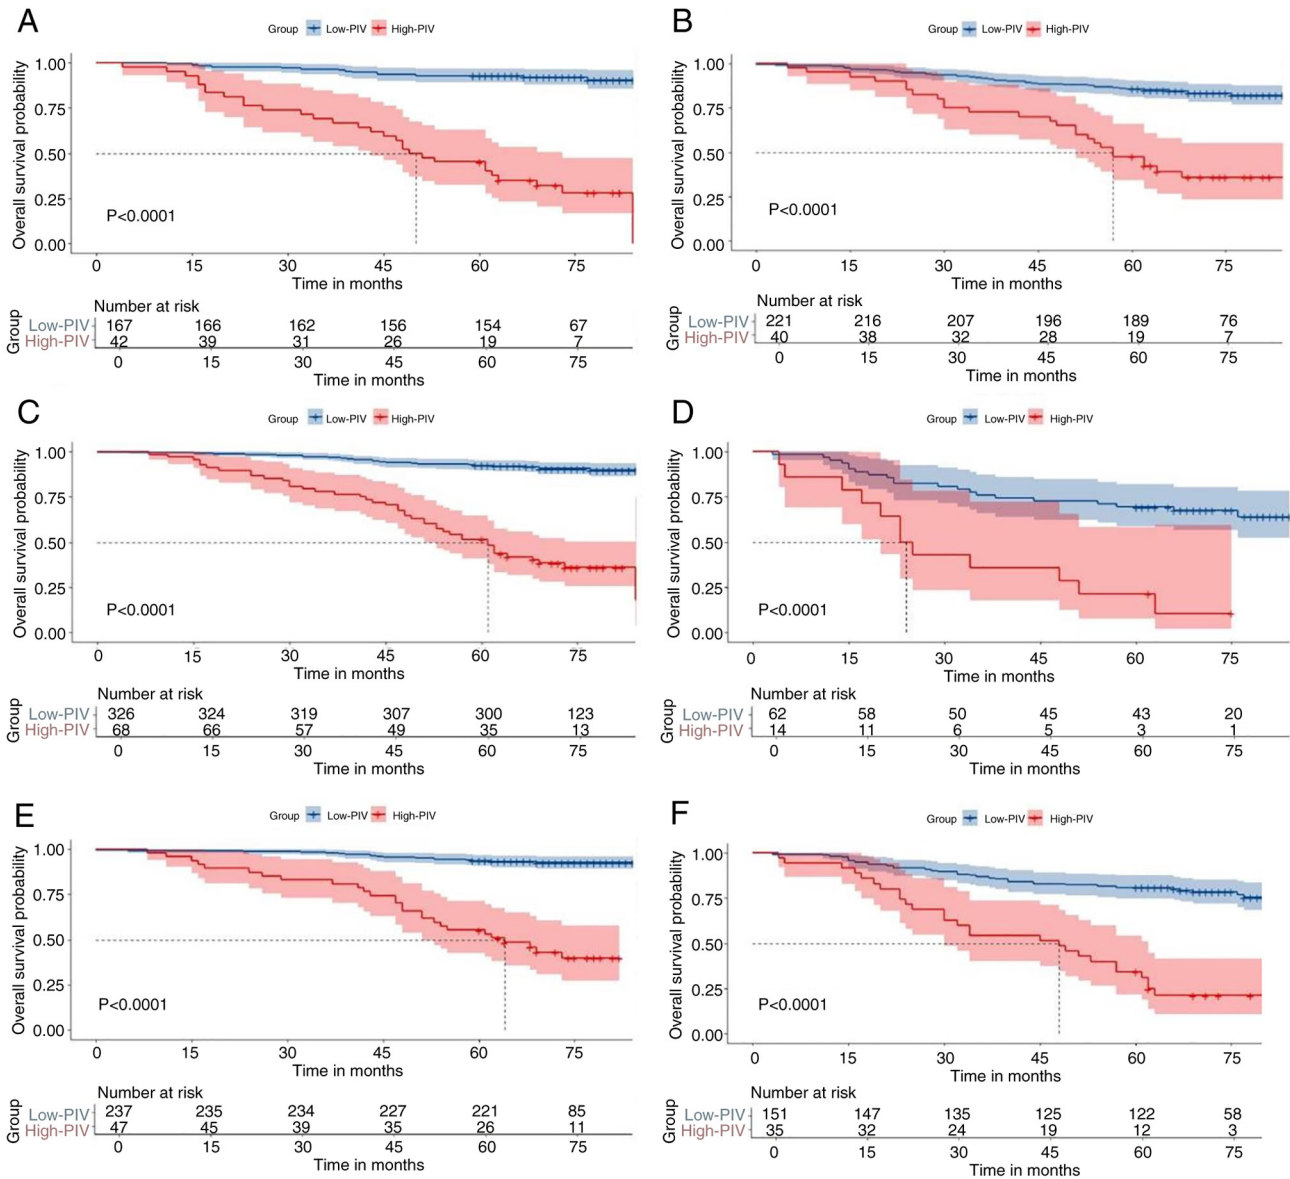 A
Group Low-PIV High-PIV
Overall survival probability
1.00
0.75
0.50
0.25
0.00
P<0.0001
0 15 30 45 60 75
Time in months
Number at risk
Group
Low-PIV 167 166 162 156 154 67
High-PIV 42 39 31 26 19 7
0 15 30 45 60 75
Time in months
B
Group Low-PIV High-PIV
Overall survival probability
1.00
0.75
0.50
0.25
0.00
P<0.0001
0 15 30 45 60 75
Time in months
Number at risk
Group
Low-PIV 221 216 207 196 189 76
High-PIV 40 38 32 28 19 7
0 15 30 45 60 75
Time in months
C
Group Low-PIV High-PIV
Overall survival probability
1.00
0.75
0.50
0.25
0.00
P<0.0001
0 15 30 45 60 75
Time in months
Number at risk
Group
Low-PIV 326 324 319 307 300 123
High-PIV 68 66 57 49 35 13
0 15 30 45 60 75
Time in months
D
Group Low-PIV High-PIV
Overall survival probability
1.00
0.75
0.50
0.25
0.00
P<0.0001
0 15 30 45 60 75
Time in months
Number at risk
Group
Low-PIV 62 58 50 45 43 20
High-PIV 14 11 6 5 3 1
0 15 30 45 60 75
Time in months
E
Group Low-PIV High-PIV
Overall survival probability
1.00
0.75
0.50
0.25
0.00
P<0.0001
0 15 30 45 60 75
Time in months
Number at risk
Group
Low-PIV 237 235 234 227 221 85
High-PIV 47 45 39 35 26 11
0 15 30 45 60 75
Time in months
F
Group Low-PIV High-PIV
Overall survival probability
1.00
0.75
0.50
0.25
0.00
P<0.0001
0 15 30 45 60 75
Time in months
Number at risk
Group
Low-PIV 151 147 135 125 122 58
High-PIV 35 32 24 19 12 3
0 15 30 45 60 75
Time in months